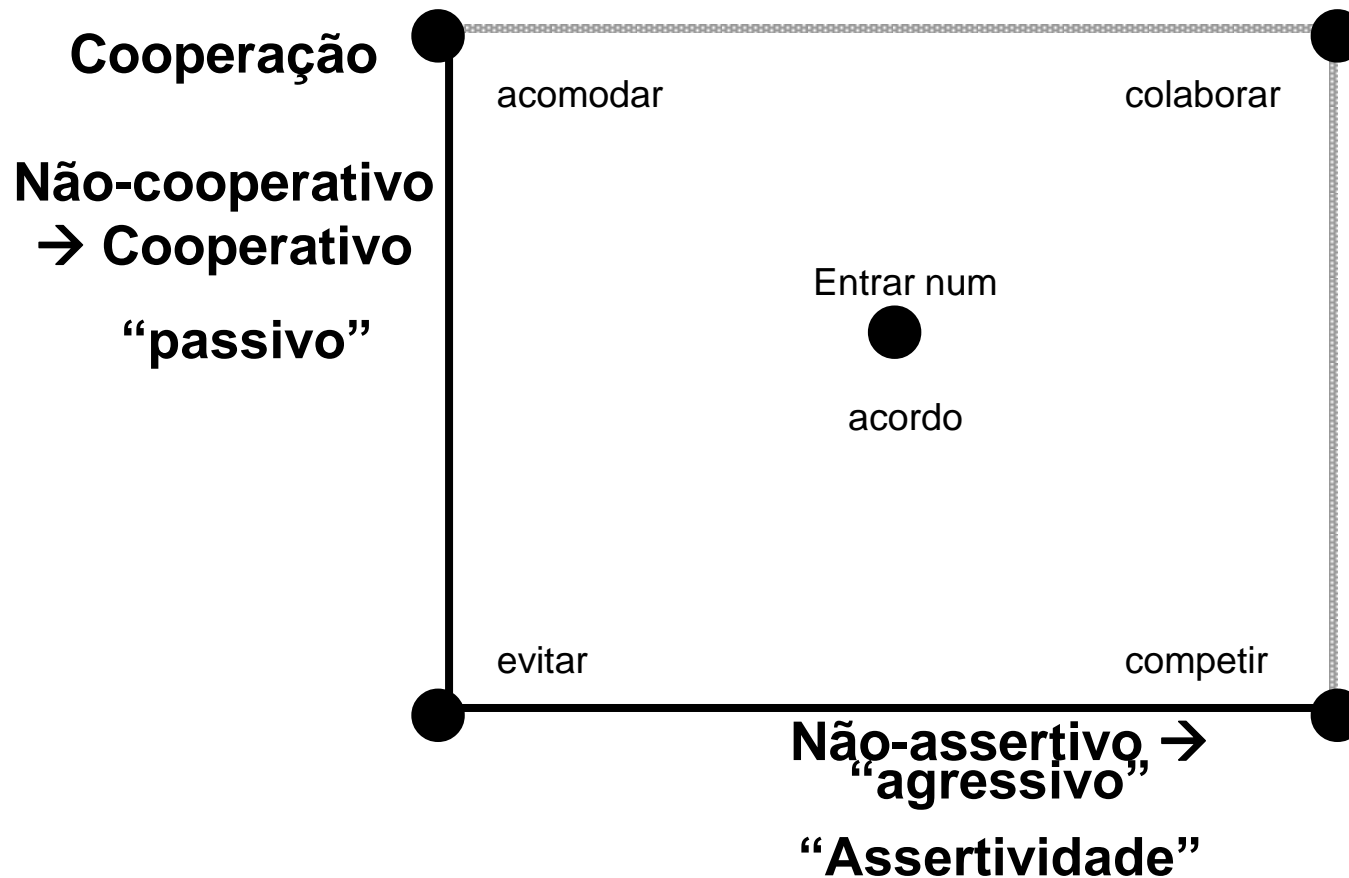 Cooperação
acomodar
colaborar
Não-cooperativo
→ Cooperativo
“passivo”
Entrar num
acordo
evitar
competir
Não-assertivo →
“agressivo”
“Assertividade”